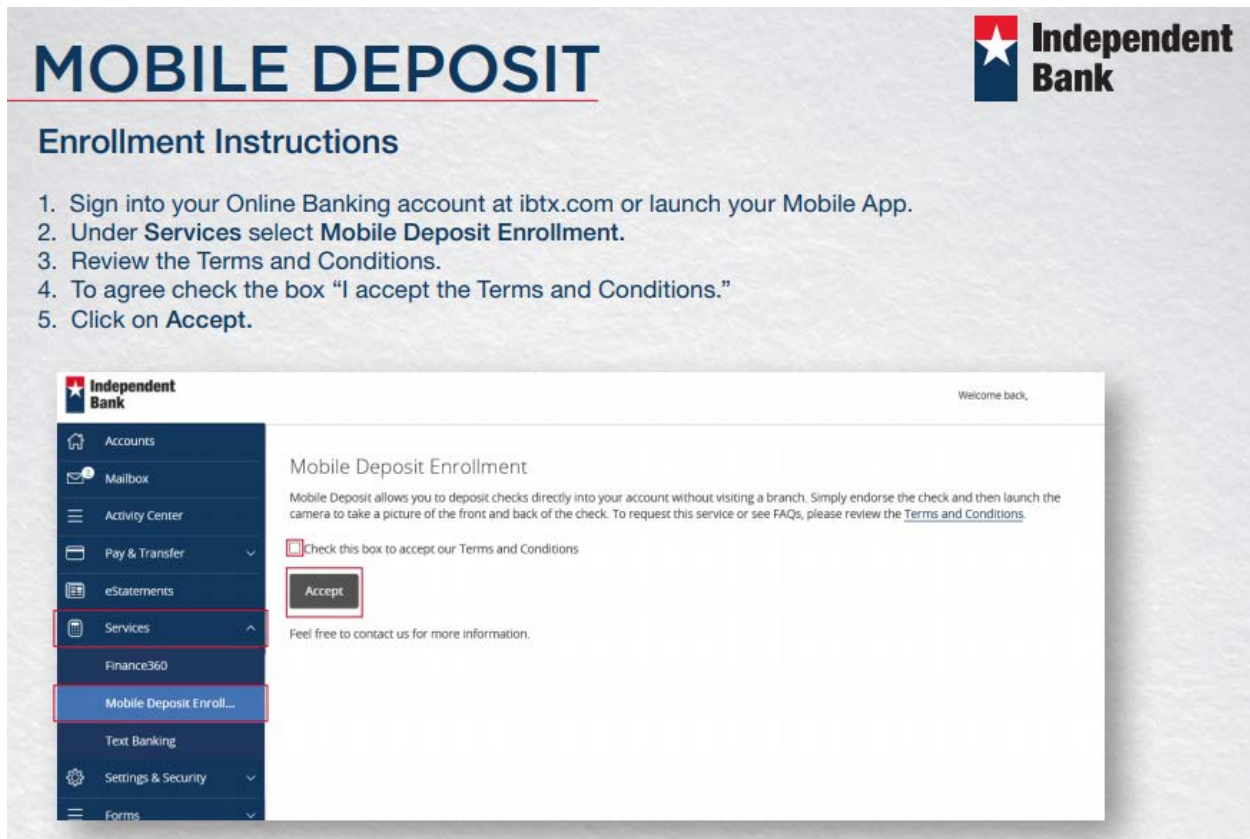 MOBILE DEPOSIT
Independent
Bank
Enrollment Instructions
1. Sign into your Online Banking account at ibtx.com or launch your Mobile App.
2. Under Services select Mobile Deposit Enrollment.
3. Review the Terms and Conditions.
4. To agree check the box “I accept the Terms and Conditions.”
5. Click on Accept.
Independent
Bank
Welcome back,
Accounts
Mailbox
Activity Center
Pay & Transfer
eStatements
Services
Finance360
Mobile Deposit Enroll...
Text Banking
Settings & Security
Forms
Mobile Deposit Enrollment
Mobile Deposit allows you to deposit checks directly into your account without visiting a branch. Simply endorse the check and then launch the
camera to take a picture of the front and back of the check. To request this service or see FAQs, please review the Terms and Conditions.
Check this box to accept our Terms and Conditions
Accept
Feel free to contact us for more information.